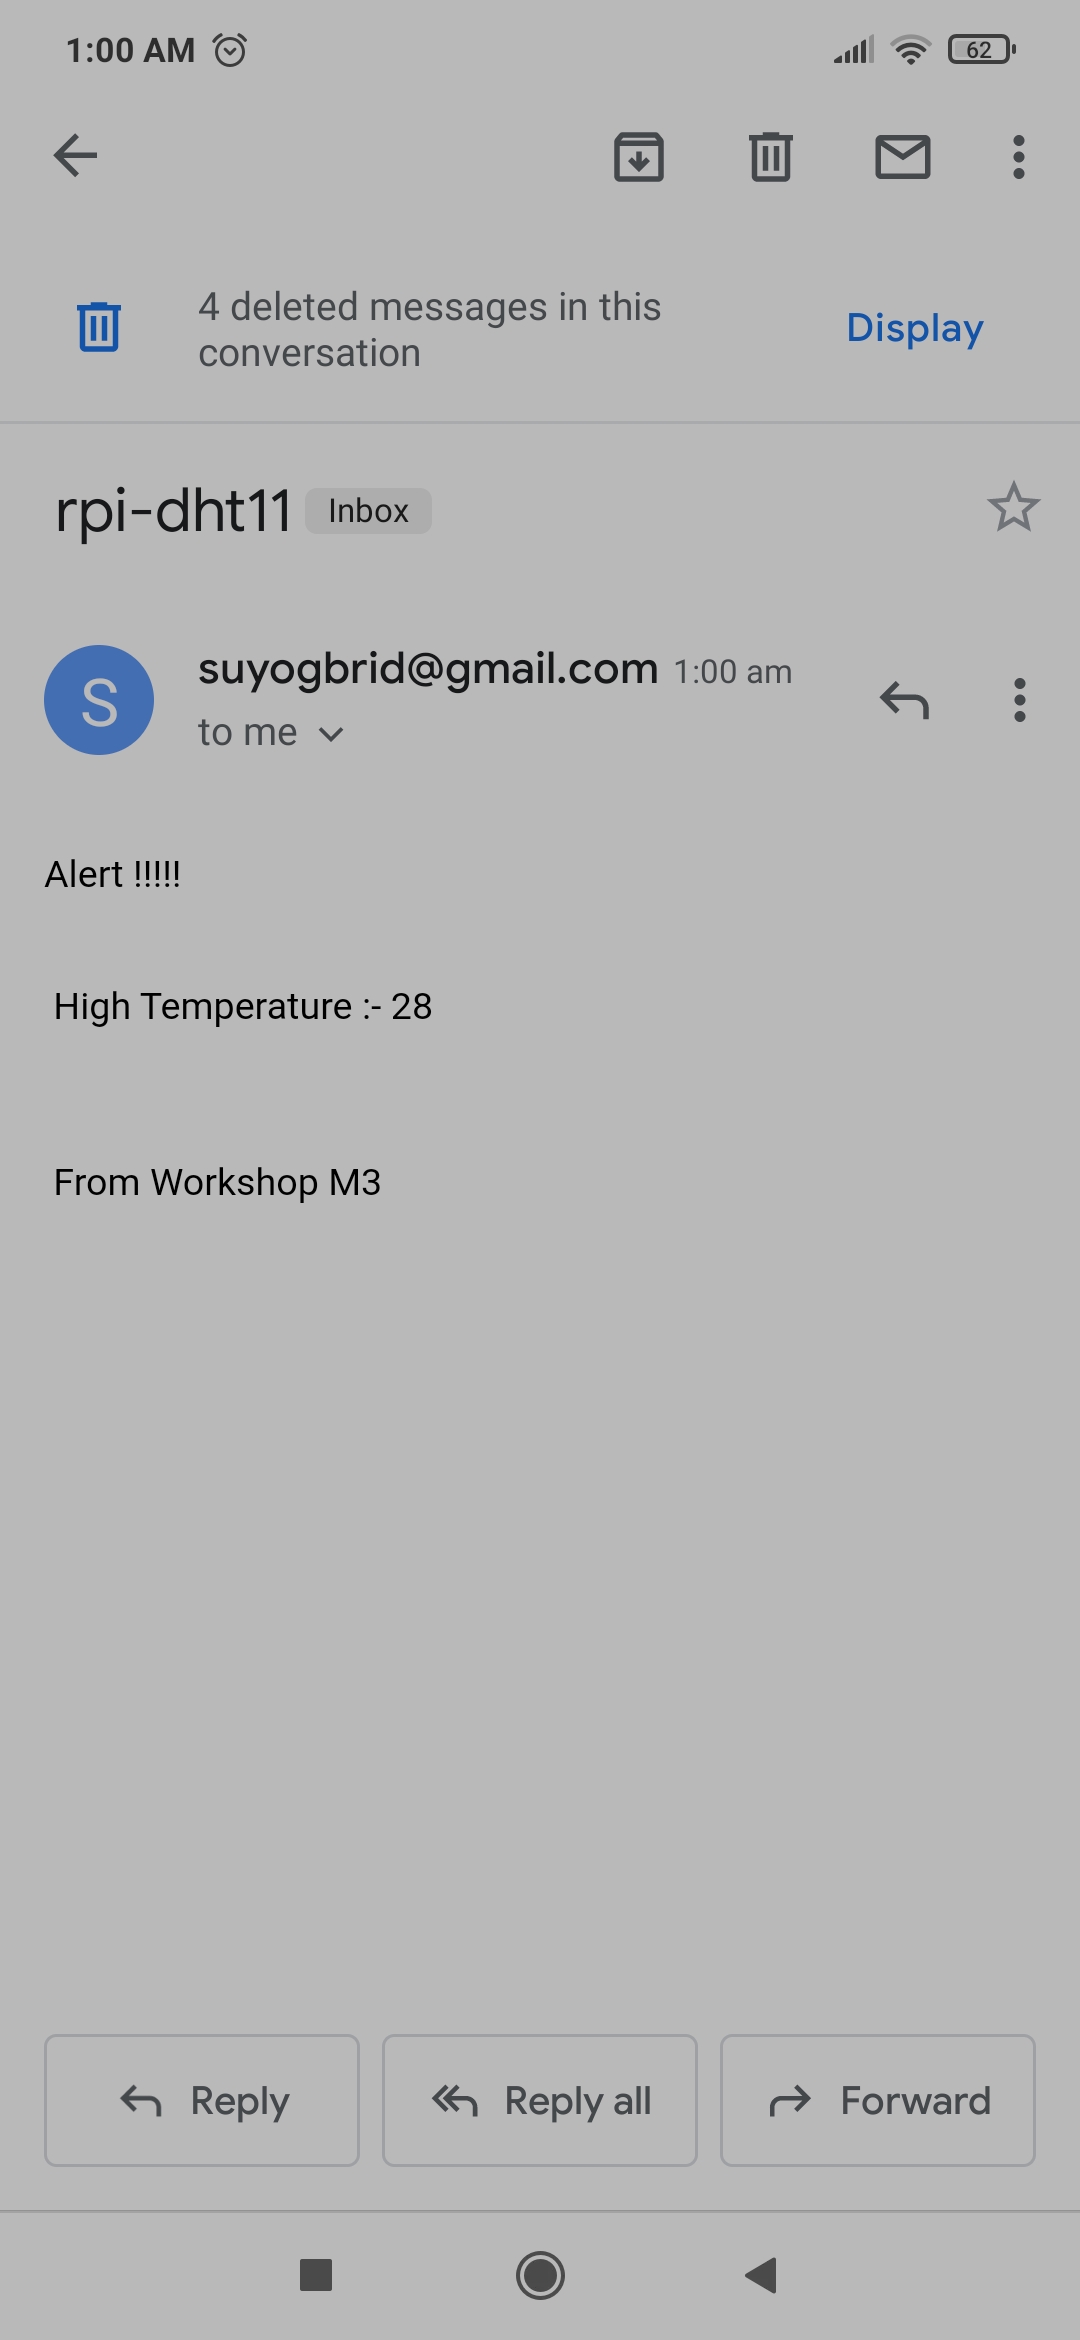 1:00 AM
62
4 deleted messages in this
conversation
Display
rpi-dht11 Inbox
S
suyogbrid@gmail.com 1:00 am
to me
Alert !!!!!
High Temperature :- 28
From Workshop M3
Reply
Reply all
Forward